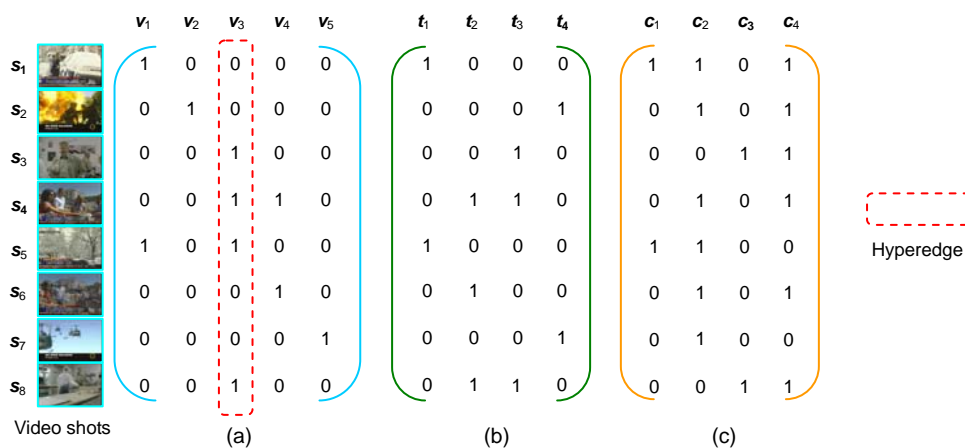 v1 v2 v3 v4 v5 t1 t2 t3 t4 c1 c2 c3 c4
s1 1 0 0 0 0 1 0 0 0 1 1 0 1
s2 0 1 0 0 0 0 0 0 1 0 1 0 1
s3 0 0 1 0 0 0 0 1 0 0 0 1 1
s4 0 0 1 1 0 0 1 1 0 0 1 0 1
s5 1 0 1 0 0 1 0 0 0 1 1 0 0
Hyperedge
s6 0 0 0 1 0 0 1 0 0 0 1 0 1
s7 0 0 0 0 1 0 0 0 1 0 1 0 0
s8 0 0 1 0 0 0 1 1 0 0 0 1 1
Video shots (a) (b) (c)